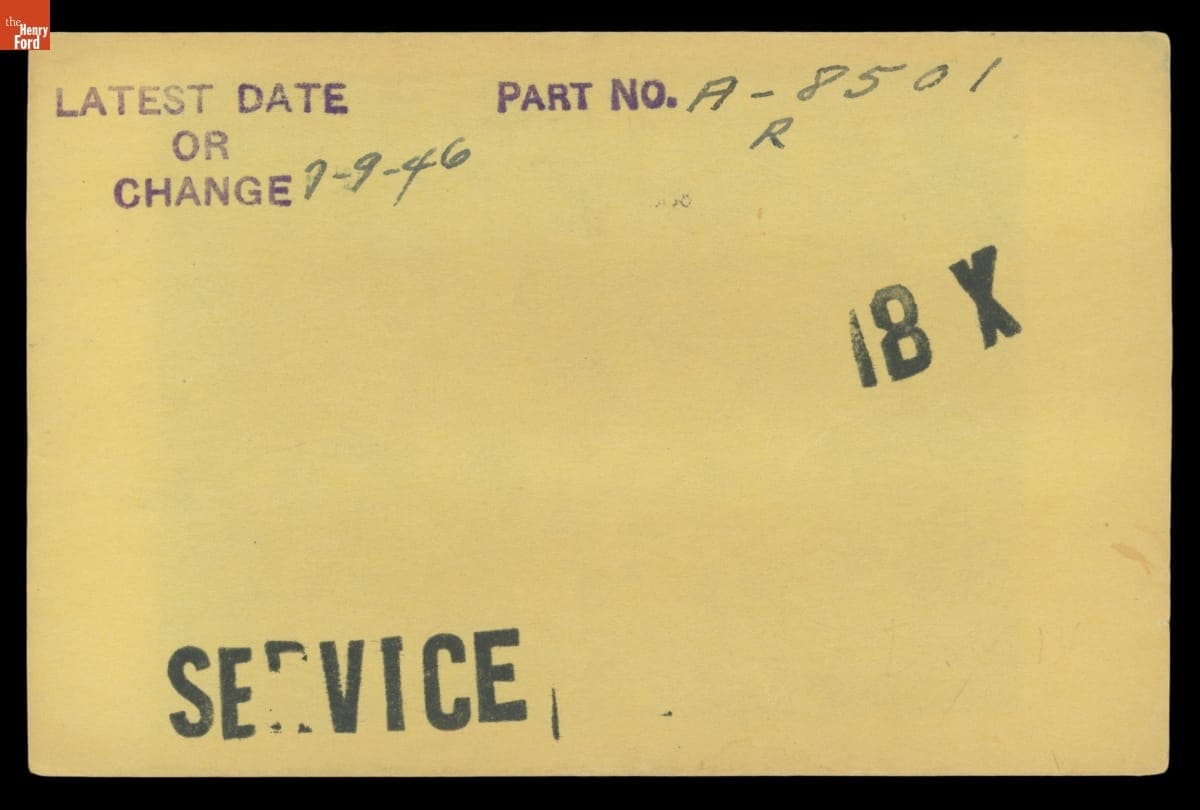 the
Henry
Ford
LATEST DATE
OR
CHANGE 7-9-46
PART NO. A-8501
R
18 X
SERVICE